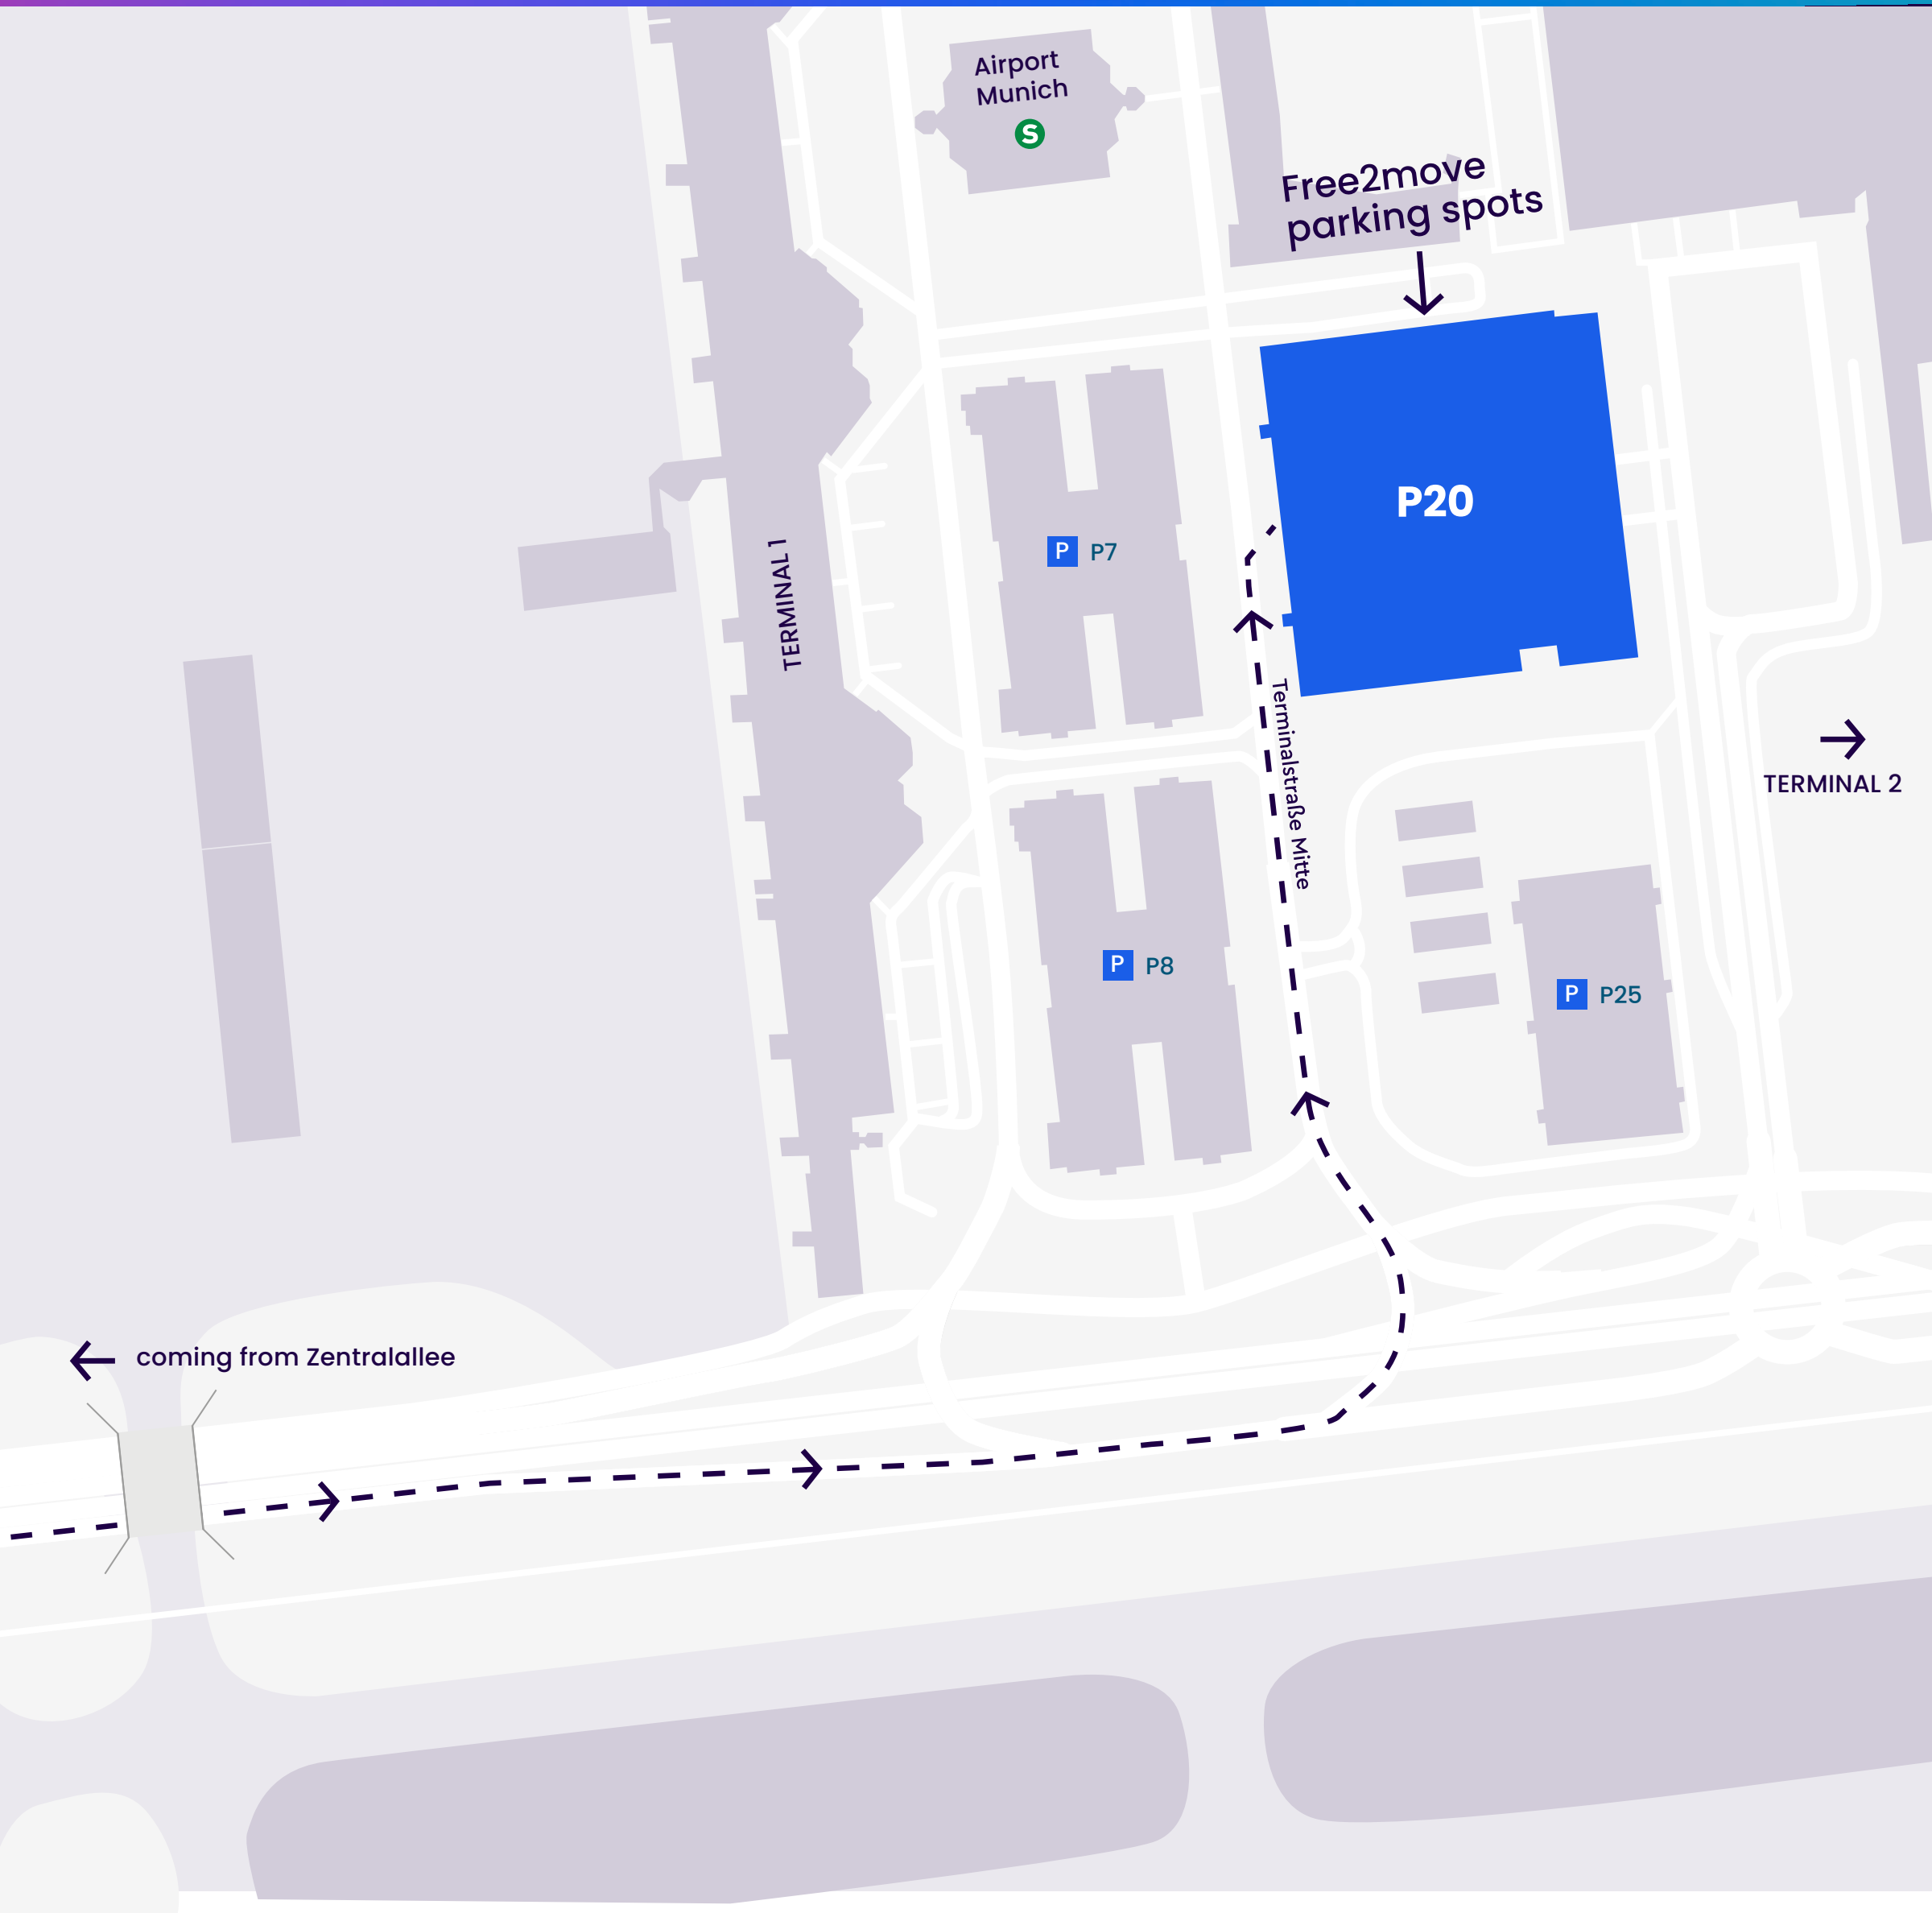 Airport
Munich
S
Free2move
parking spots
P20
P P7
TERMINAL 1
Terminalstraße Mitte
TERMINAL 2
P P8
P P25
coming from Zentralallee